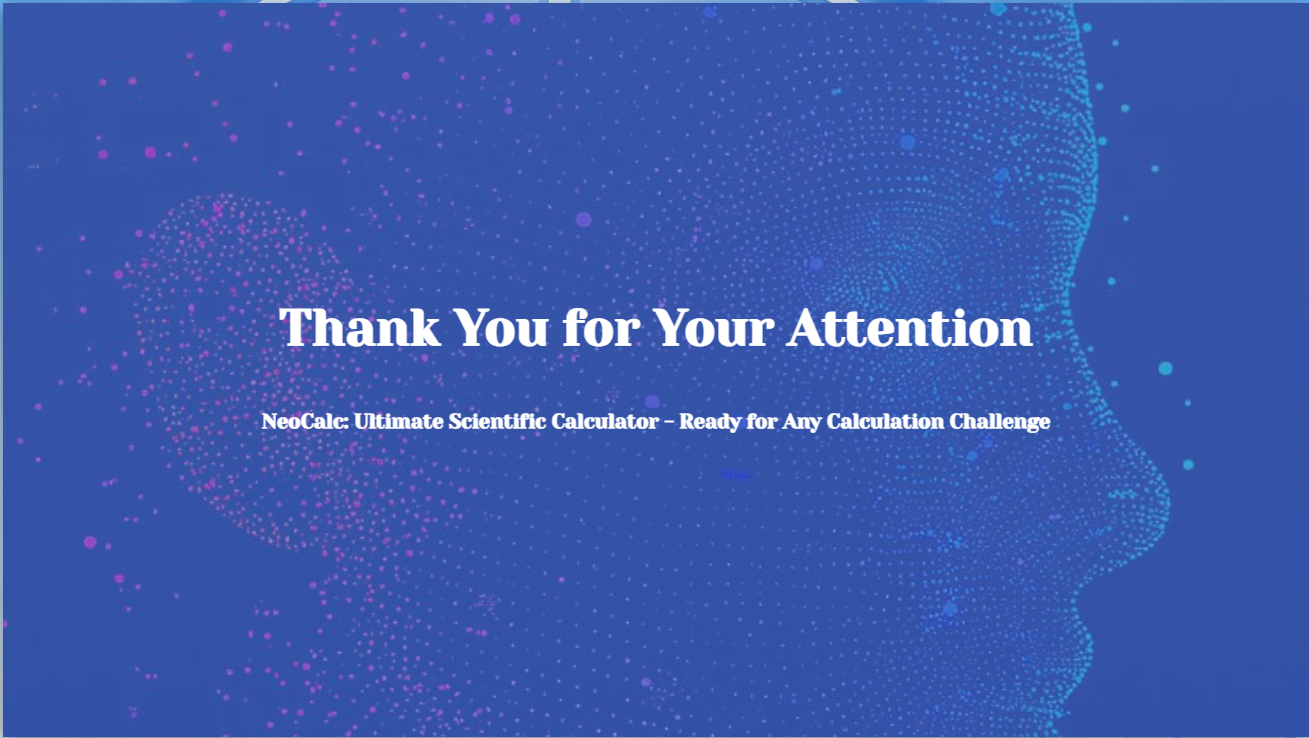 Thank You for Your Attention
NeoCalc: Ultimate Scientific Calculator - Ready for Any Calculation Challenge